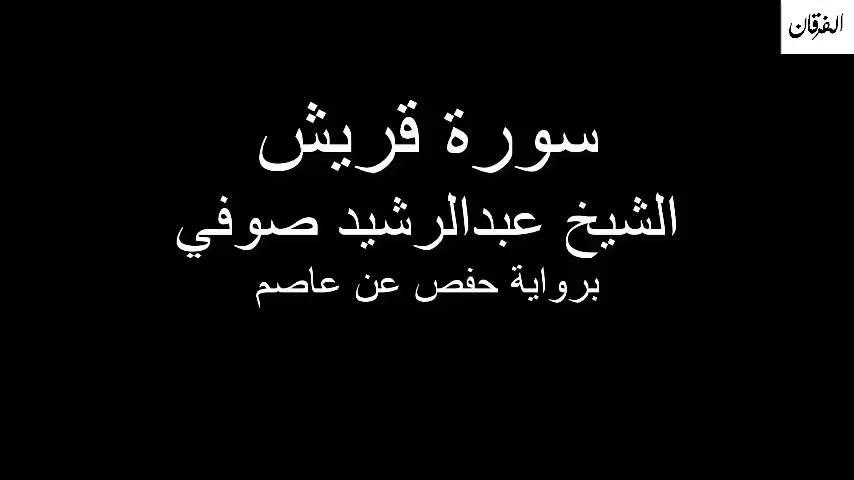 الفرقان
سورة قريش
الشيخ عبدالرشيد صوفي
برواية حفص عن عاصم